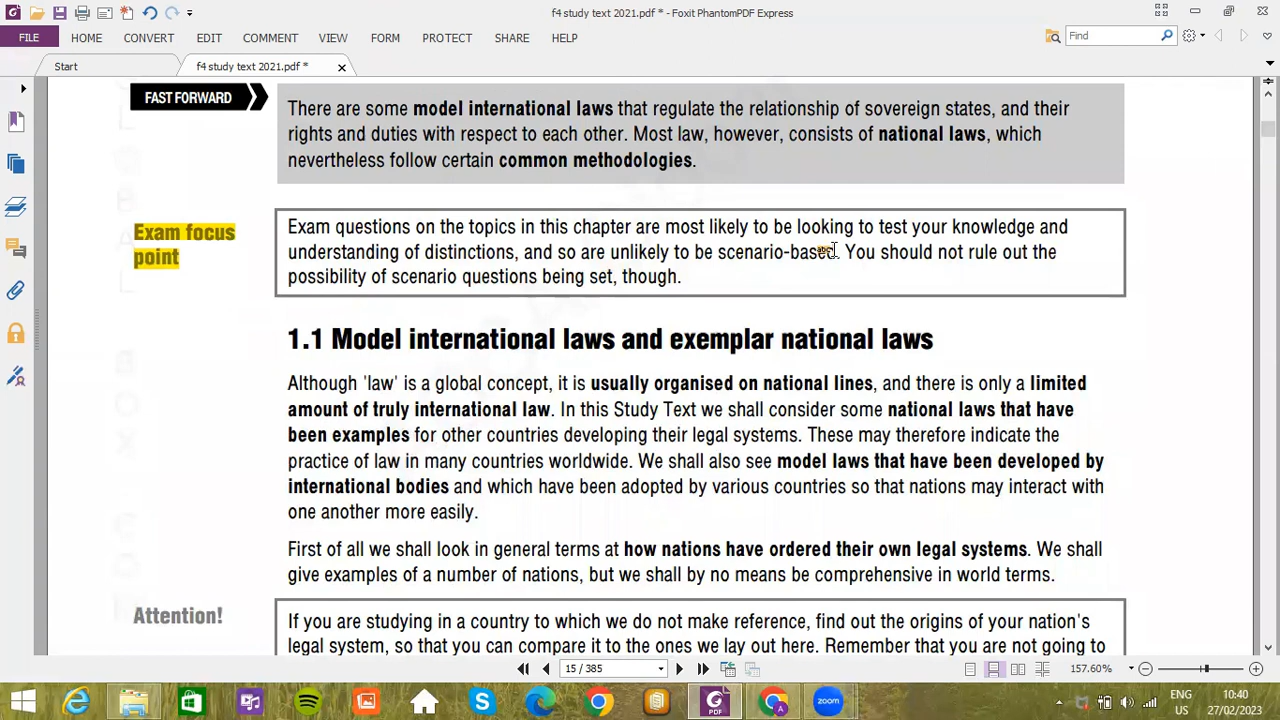 f4 study text 2021.pdf * - Foxit PhantomPDF Express
FILE HOME CONVERT EDIT COMMENT VIEW FORM PROTECT SHARE HELP Find
Start f4 study text 2021.pdf *
FAST FORWARD
There are some model international laws that regulate the relationship of sovereign states, and their
rights and duties with respect to each other. Most law, however, consists of national laws, which
nevertheless follow certain common methodologies.
Exam focus
point
Exam questions on the topics in this chapter are most likely to be looking to test your knowledge and
understanding of distinctions, and so are unlikely to be scenario-based. You should not rule out the
possibility of scenario questions being set, though.
1.1 Model international laws and exemplar national laws
Although 'law' is a global concept, it is usually organised on national lines, and there is only a limited
amount of truly international law. In this Study Text we shall consider some national laws that have
been examples for other countries developing their legal systems. These may therefore indicate the
practice of law in many countries worldwide. We shall also see model laws that have been developed by
international bodies and which have been adopted by various countries so that nations may interact with
one another more easily.
First of all we shall look in general terms at how nations have ordered their own legal systems. We shall
give examples of a number of nations, but we shall by no means be comprehensive in world terms.
Attention!
If you are studying in a country to which we do not make reference, find out the origins of your nation's
legal system, so that you can compare it to the ones we lay out here. Remember that you are not going to
15 / 385
157.60%
PDF
zoom
ENG
US
10:40
27/02/2023